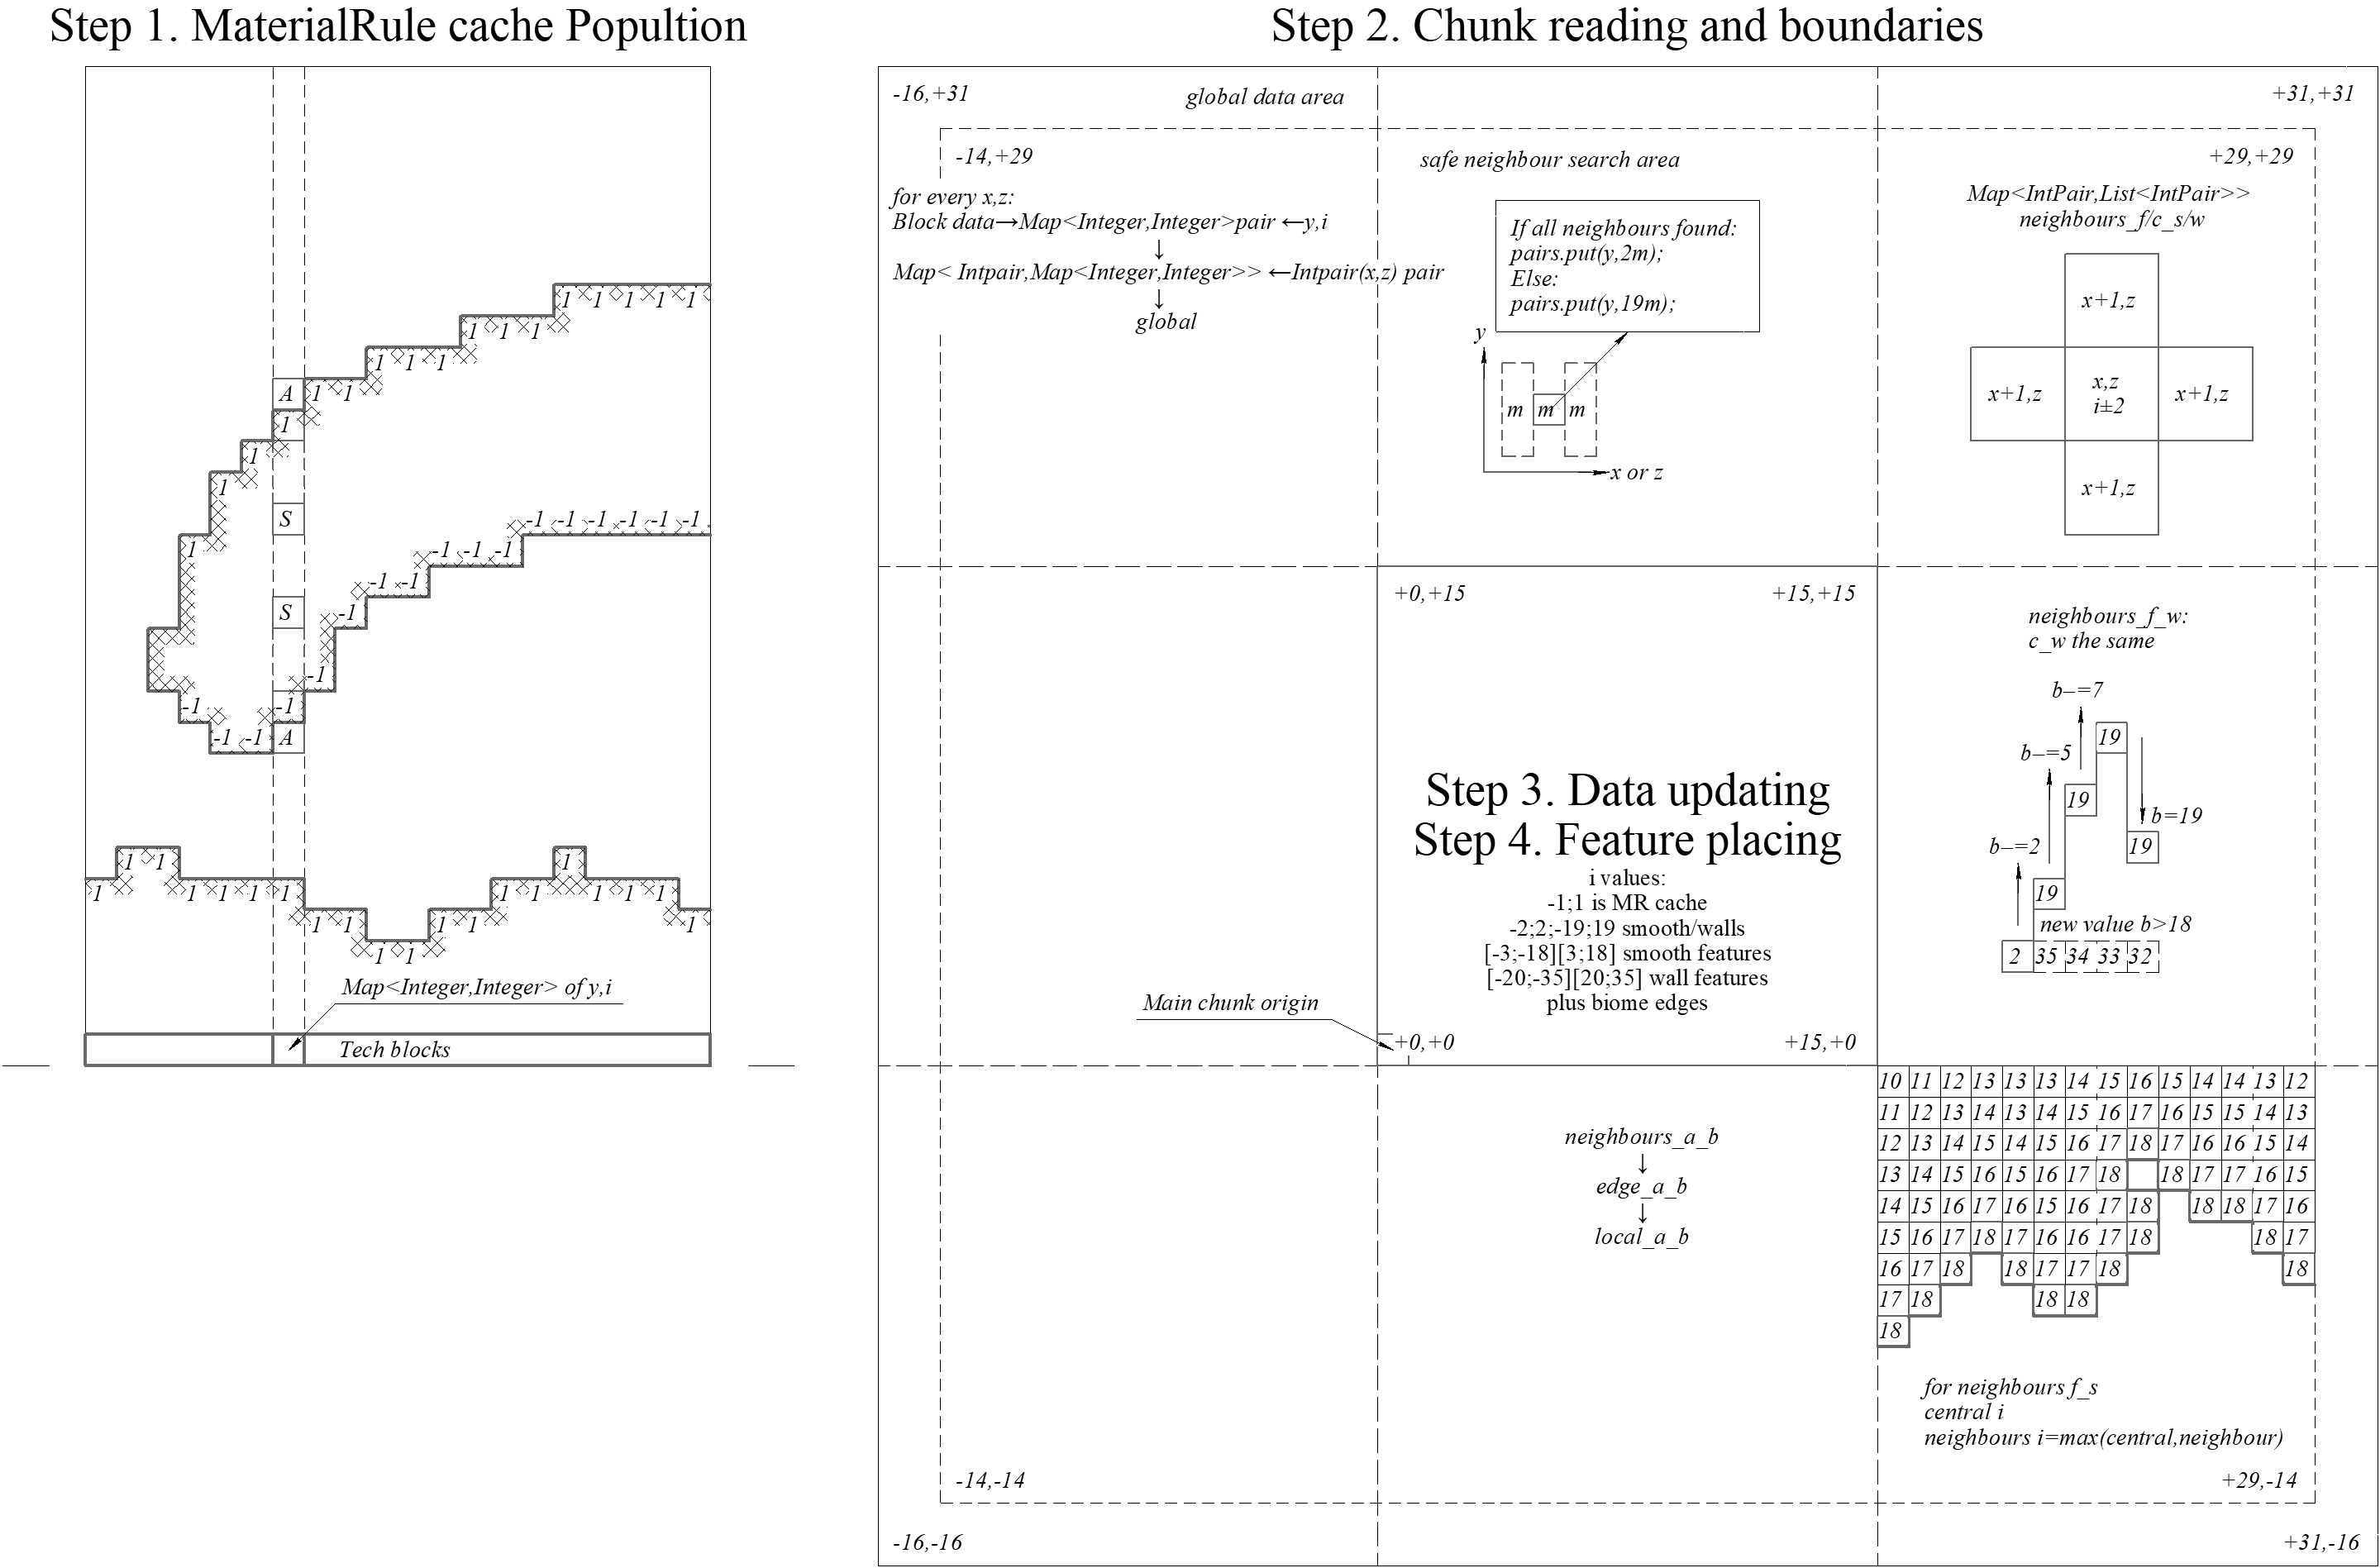 Step 1. MaterialRule cache Popultion
1 1 1 1 1
1 1 1
1 1 1
A 1 1
1
1
1
S
-1 -1 -1 -1 -1 -1
1
-1 -1 -1
-1 -1
S
-1
-1
-1 -1
-1 -1 A
1 1 1
1 1 1 1 1 1 1 1 1 1
1 1 1 1 1
1 1
Map<Integer,Integer> of y,i
Tech blocks
Step 2. Chunk reading and boundaries
-16,+31
global data area
+31,+31
-14,+29
safe neighbour search area
+29,+29
for every x,z:
Block data→Map<Integer,Integer>pair ←y,i
↓
Map< Intpair,Map<Integer,Integer>> ←Intpair(x,z) pair
↓
global
If all neighbours found:
pairs.put(y,2m);
Else:
pairs.put(y,19m);
y
m m m
x or z
Map<IntPair,List<IntPair>>
neighbours_f/c_s/w
x+1,z
x+1,z
x,z
i±2
x+1,z
x+1,z
+0,+15
+15,+15
Step 3. Data updating
Step 4. Feature placing
i values:
-1;1 is MR cache
-2;2;-19;19 smooth/walls
[-3;-18][3;18] smooth features
[-20;-35][20;35] wall features
plus biome edges
Main chunk origin
+0,+0
+15,+0
neighbours_f_w:
c_w the same
b–=7
19
b–=5
19
b=19
b–=2
19
19
new value b>18
2 35 34 33 32
neighbours_a_b
↓
edge_a_b
↓
local_a_b
10 11 12 13 13 13 14 15 16 15 14 14 13 12
11 12 13 14 13 14 15 16 17 16 15 15 14 13
12 13 14 15 14 15 16 17 18 17 16 16 15 14
13 14 15 16 15 16 17 18 18 17 17 16 15
14 15 16 17 16 15 16 17 18 18 18 17 16
15 16 17 18 17 16 16 17 18 18 17
16 17 18 18 17 17 18 18
17 18 18 18
18
for neighbours f_s
central i
neighbours i=max(central,neighbour)
-14,-14
+29,-14
-16,-16
+31,-16